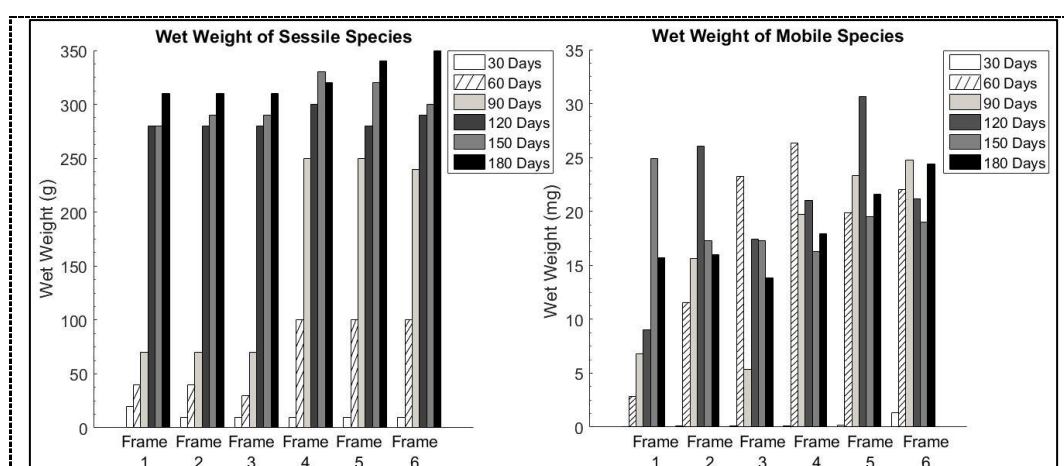 Wet Weight of Sessile Species
350
300
250
200
150
100
50
0
Wet Weight (g)
30 Days
60 Days
90 Days
120 Days
150 Days
180 Days
Frame Frame Frame Frame Frame Frame
1 2 3 4 5 6
Wet Weight of Mobile Species
35
30
25
20
15
10
5
0
Wet Weight (mg)
30 Days
60 Days
90 Days
120 Days
150 Days
180 Days
Frame Frame Frame Frame Frame Frame
1 2 3 4 5 6